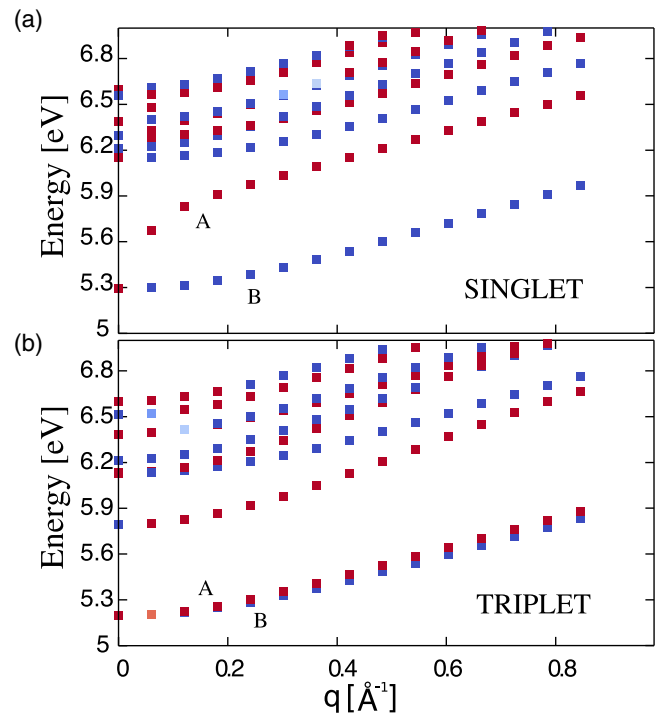 (a)
6.8
6.5
6.2
5.9
5.6
5.3
5
Energy [eV]
A
B
SINGLET
(b)
6.8
6.5
6.2
5.9
5.6
5.3
5
Energy [eV]
A
B
TRIPLET
0 0.2 0.4 0.6 0.8
q [Å⁻¹]